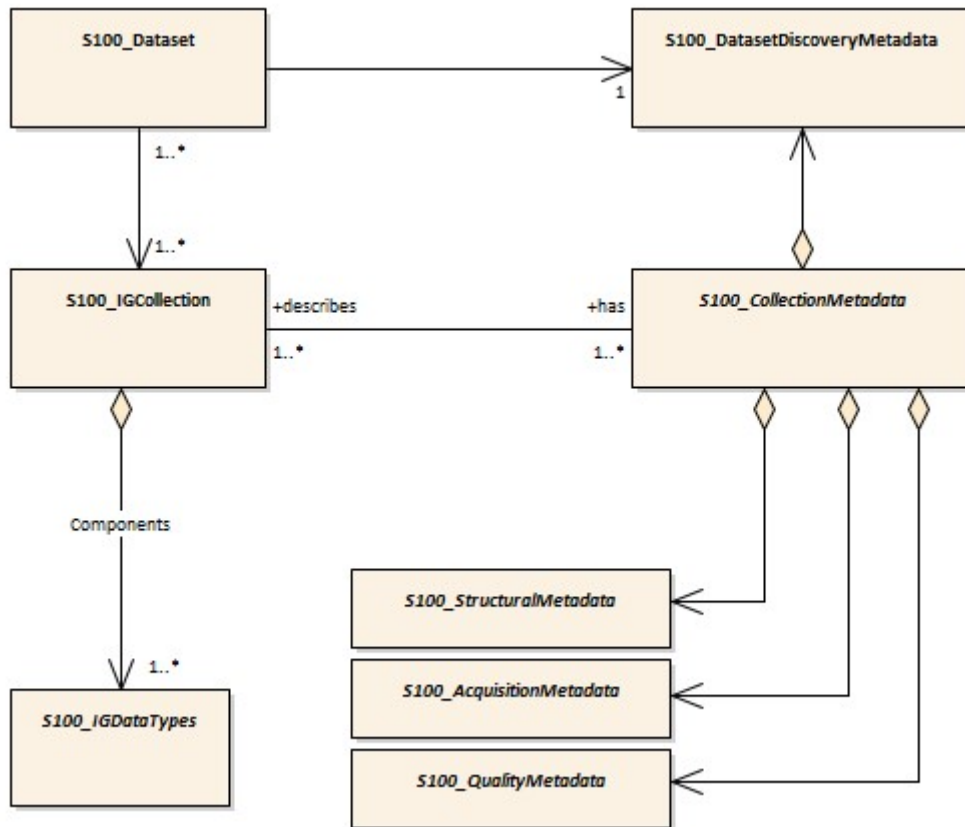 S100_Dataset
S100_DatasetDiscoveryMetadata
1
1..*
1..*
S100_IGCollection
+describes
+has
S100_CollectionMetadata
1..*
1..*
Components
S100_StructuralMetadata
1..*
S100_AcquisitionMetadata
S100_IGDataTypes
S100_QualityMetadata